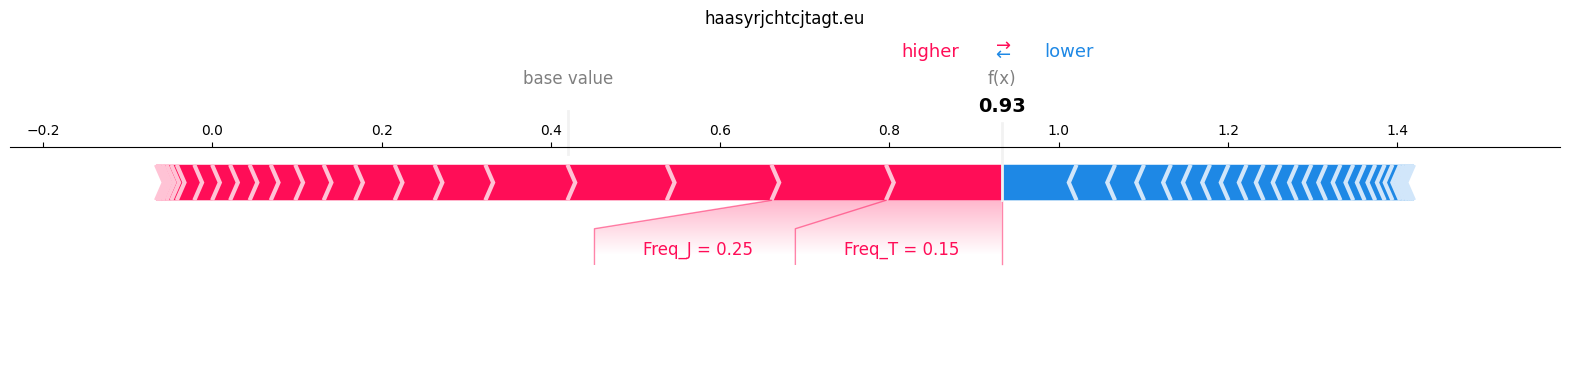 haasyrjchtcjtagt.eu
higher ⇄ lower
base value f(x)
0.93
−0.2 0.0 0.2 0.4 0.6 0.8 1.0 1.2 1.4
Freq_J = 0.25 Freq_T = 0.15